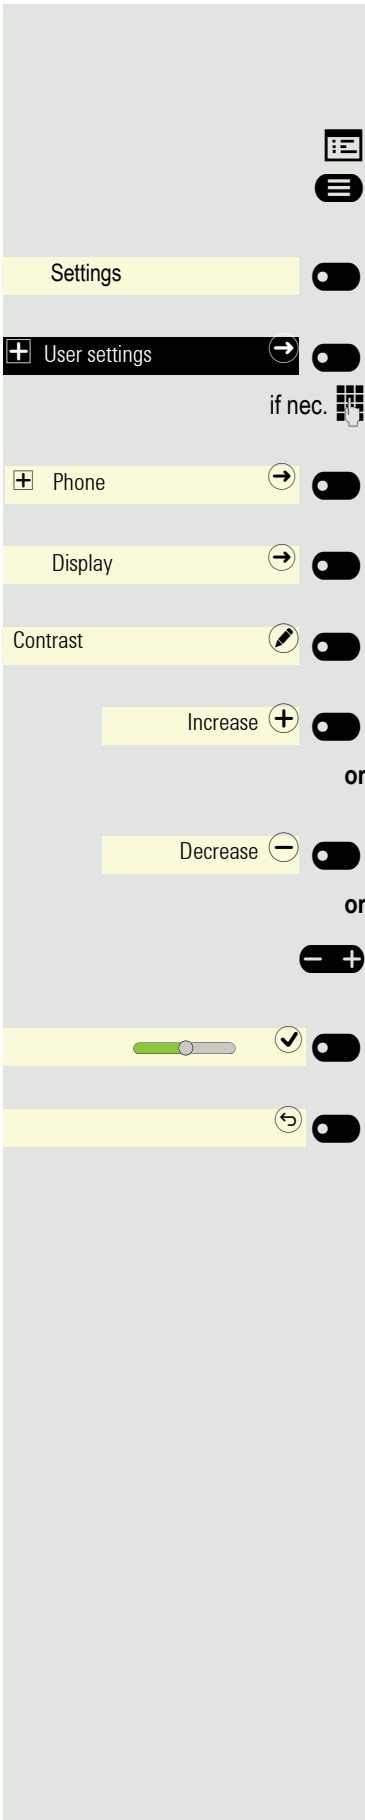 Settings
User settings
if nec.
Phone
Display
Contrast
Increase
or
Decrease
or